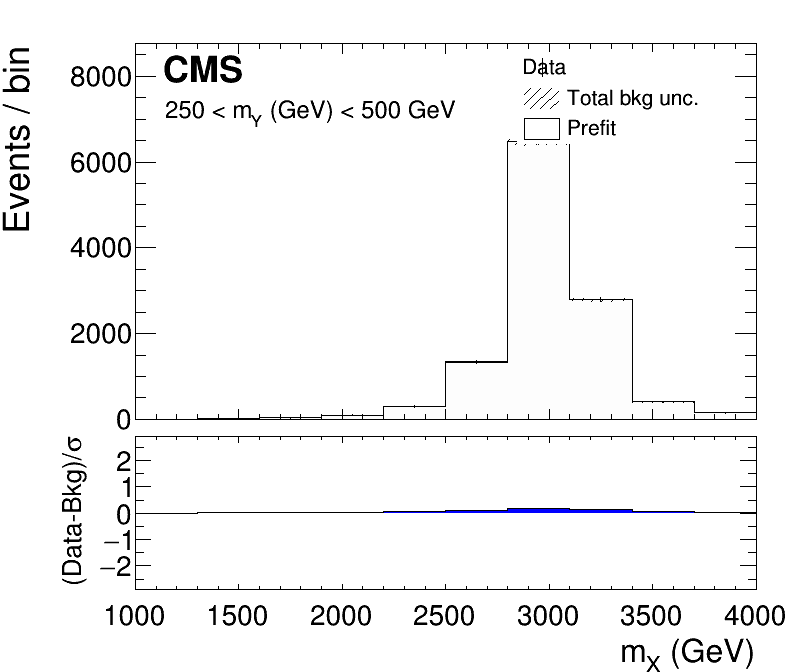 Events / bin
CMS
250 < mY (GeV) < 500 GeV
Data
Total bkg unc.
Prefit
8000
6000
4000
2000
0
(Data-Bkg)/σ
2
1
0
−1
−2
1000 1500 2000 2500 3000 3500 4000
mX (GeV)